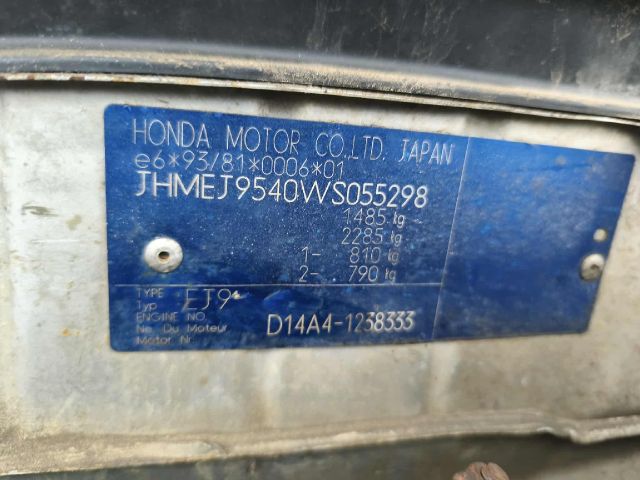 HONDA MOTOR CO.,LTD. JAPAN
e6*93/81*0006*01
JHMEJ9540WS055298
1485 kg
2285 kg
1- 810 kg
2- 790 kg
TYPE
Typ EJ9
ENGINE NO.
No. Du Moteur D14A4-1238333
Motor Nr.